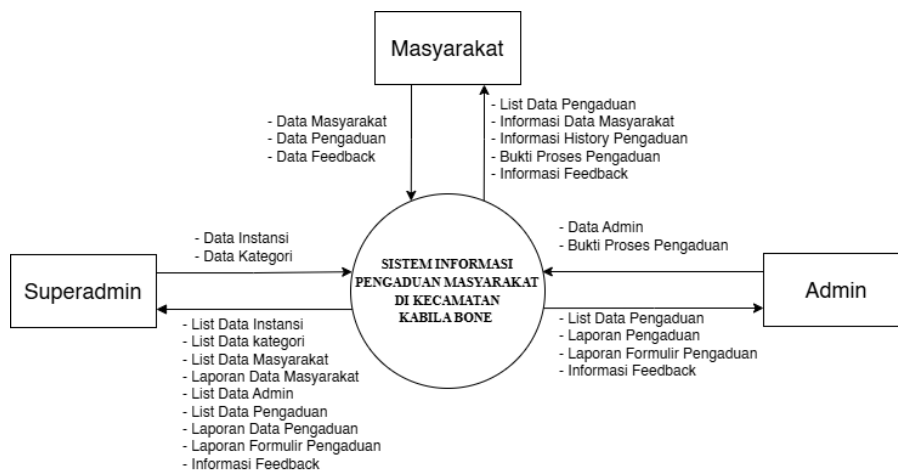 Masyarakat
- Data Masyarakat
- Data Pengaduan
- Data Feedback
- List Data Pengaduan
- Informasi Data Masyarakat
- Informasi History Pengaduan
- Bukti Proses Pengaduan
- Informasi Feedback
- Data Instansi
- Data Kategori
Superadmin
SISTEM INFORMASI
PENGADUAN MASYARAKAT
DI KECAMATAN
KABILA BONE
- Data Admin
- Bukti Proses Pengaduan
Admin
- List Data Instansi
- List Data kategori
- List Data Masyarakat
- Laporan Data Masyarakat
- List Data Admin
- List Data Pengaduan
- Laporan Data Pengaduan
- Laporan Formulir Pengaduan
- Informasi Feedback
- List Data Pengaduan
- Laporan Pengaduan
- Laporan Formulir Pengaduan
- Informasi Feedback